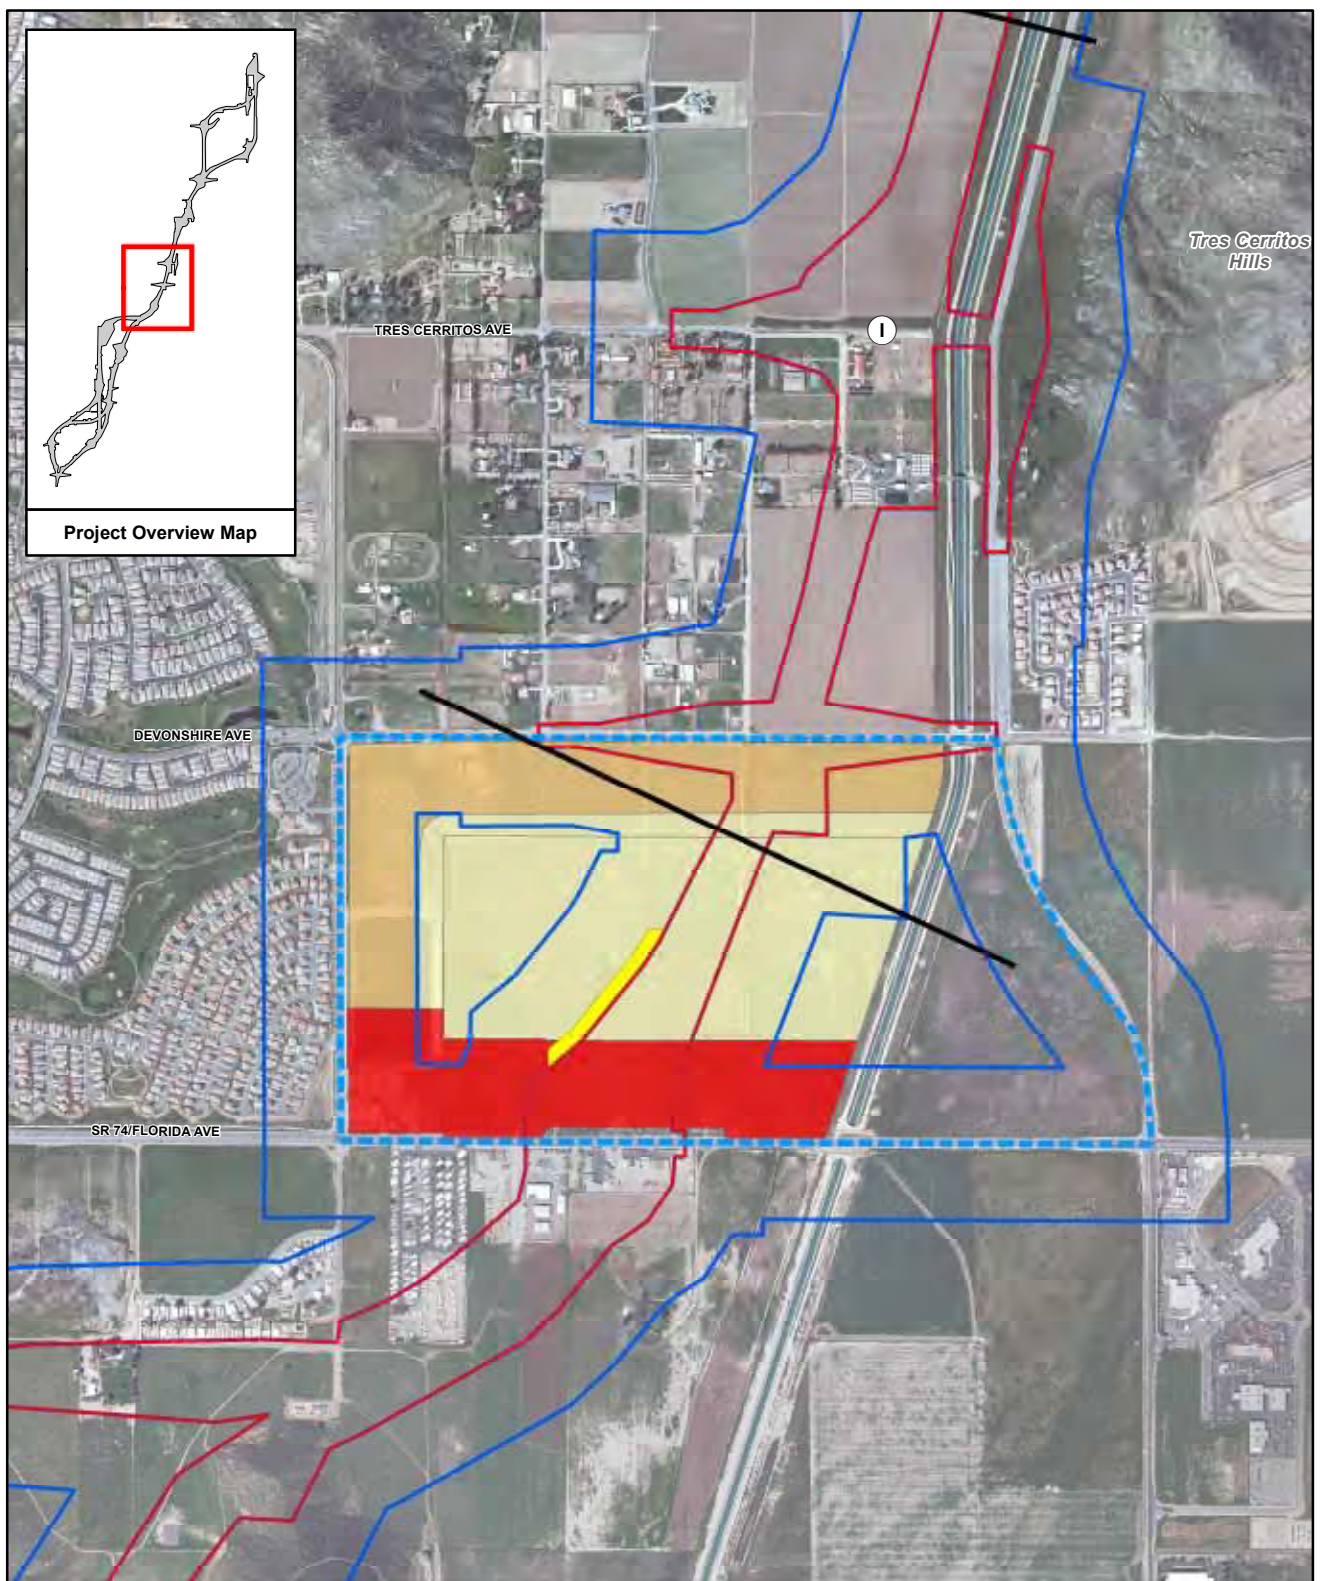 Project Overview Map
Tres Cerritos
Hills
TRES CERRITOS AVE
I
DEVONSHIRE AVE
SR 74/FLORIDA AVE